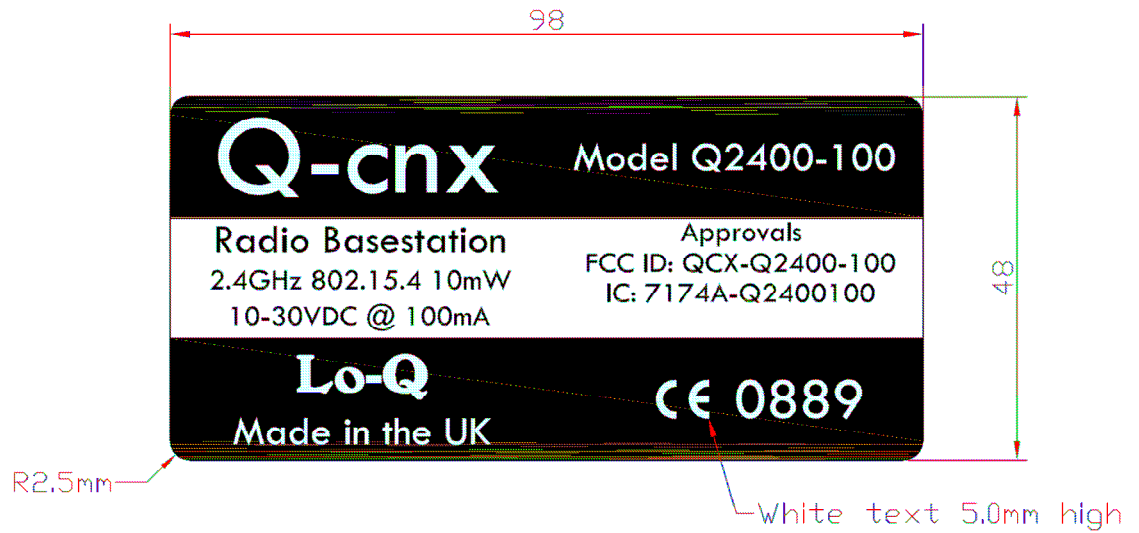 98
Q-cnx
Model Q2400-100
Radio Basestation
2.4GHz 802.15.4 10mW
10-30VDC @ 100mA
Approvals
FCC ID: QCX-Q2400-100
IC: 7174A-Q2400100
48
Lo-Q
Made in the UK
CE 0889
R2.5mm
White text 5.0mm high